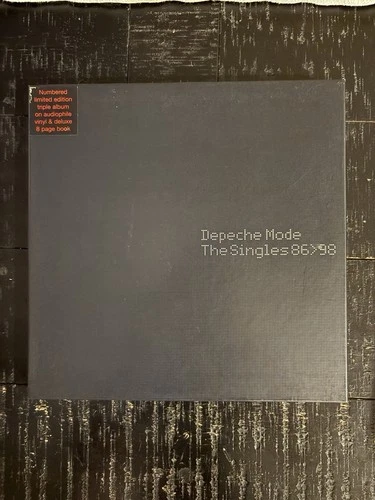 Numbered
limited edition
triple album
on audiophile
vinyl & deluxe
8 page book
Depeche Mode
The Singles 86>98